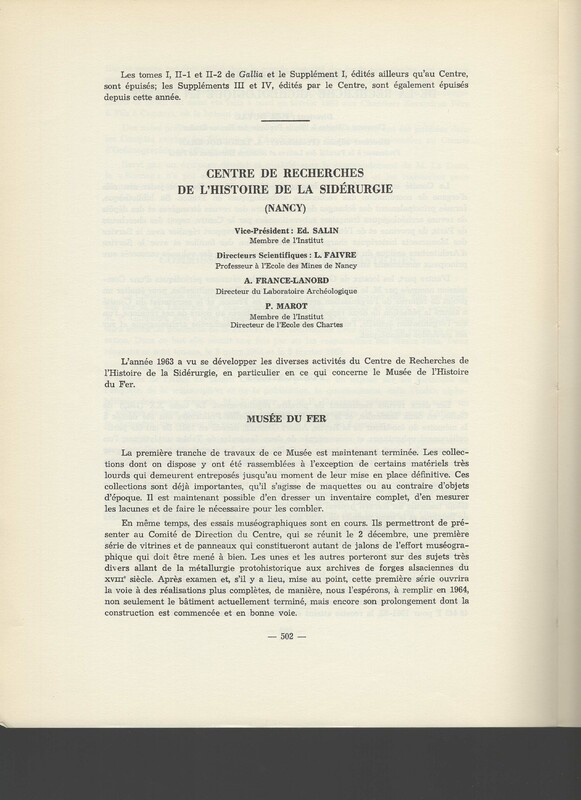 Les tomes I, II-1 et II-2 de Gallia et le Supplément I, édités ailleurs qu'au Centre,
sont épuisés; les Suppléments III et IV, édités par le Centre, sont également épuisés
depuis cette année.
CENTRE DE RECHERCHES
DE L'HISTOIRE DE LA SIDÉRURGIE
(NANCY)
Vice-Président : Ed. SALIN
Membre de l'Institut
Directeurs Scientifiques : L. FAIVRE
Professeur à l'Ecole des Mines de Nancy
A. FRANCE-LANORD
Directeur du Laboratoire Archéologique
P. MAROT
Membre de l'Institut
Directeur de l'Ecole des Chartes
L'année 1963 a vu se développer les diverses activités du Centre de Recherches de
l'Histoire de la Sidérurgie, en particulier en ce qui concerne le Musée de l'Histoire
du Fer.
MUSÉE DU FER
La première tranche de travaux de ce Musée est maintenant terminée. Les collec-
tions dont on dispose y ont été rassemblées à l'exception de certains matériels très
lourds qui demeurent entreposés jusqu'au moment de leur mise en place définitive. Ces
collections sont déjà importantes, qu'il s'agisse de maquettes ou au contraire d'objets
d'époque. Il est maintenant possible d'en dresser un inventaire complet, d'en mesurer
les lacunes et de faire le nécessaire pour les combler.
En même temps, des essais muséographiques sont en cours. Ils permettront de pré-
senter au Comité de Direction du Centre, qui se réunit le 2 décembre, une première
série de vitrines et de panneaux qui constitueront autant de jalons de l'effort muséogra-
phique qui doit être mené à bien. Les unes et les autres porteront sur des sujets très
divers allant de la métallurgie protohistorique aux archives de forges alsaciennes du
XVIIIe siècle. Après examen et, s'il y a lieu, mise au point, cette première série ouvrira
la voie à des réalisations plus complètes, de manière, nous l'espérons, à remplir en 1964,
non seulement le bâtiment actuellement terminé, mais encore son prolongement dont la
construction est commencée et en bonne voie.
— 502 —